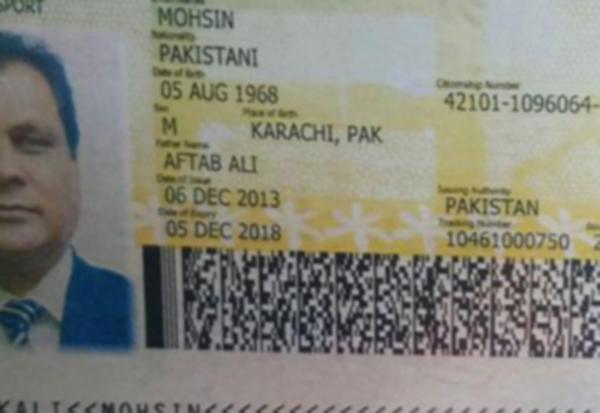 SPORT
MOHSIN
Nationality
PAKISTANI
Date of Birth
Citizenship Number
05 AUG 1968
42101-1096064-
Sex
Place of Birth
M
KARACHI, PAK
Father Name
AFTAB ALI
Date of Issue
Issuing Authority
06 DEC 2013
PAKISTAN
Date of Expiry
Tracking Number
05 DEC 2018
10461000750
KALI<<MOHSIN<<<<<<<<<<<<<<<<<<<<